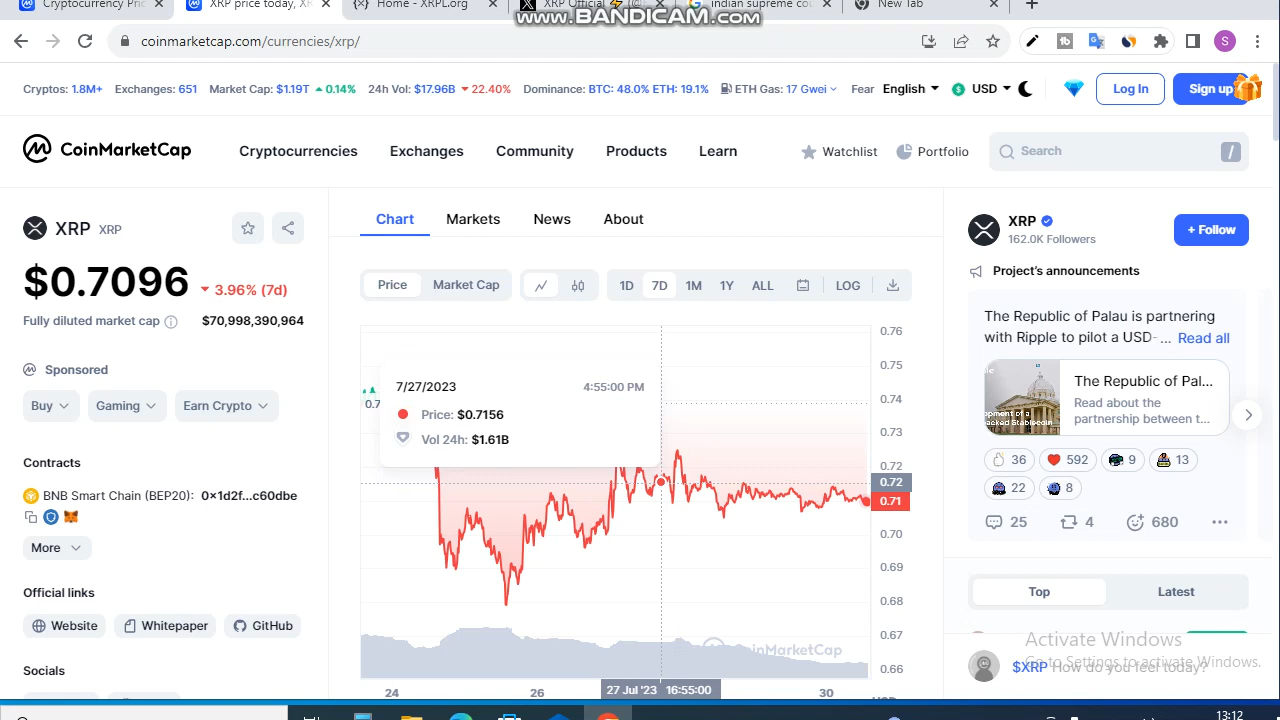 Cryptocurrency Pric
XRP price today, X
Home - XRPL.org
XRP Official
indian supreme cou
New Tab
www.BANDICAM.com
coinmarketcap.com/currencies/xrp/
S
Cryptos: 1.8M+ Exchanges: 651 Market Cap: $1.19T 0.14% 24h Vol: $17.96B 22.40% Dominance: BTC: 48.0% ETH: 19.1% ETH Gas: 17 Gwei Fear English USD Log In Sign up
CoinMarketCap Cryptocurrencies Exchanges Community Products Learn Watchlist Portfolio Search /
XRP XRP
$0.7096 3.96% (7d)
Fully diluted market cap $70,998,390,964
Sponsored
Buy Gaming Earn Crypto
Contracts
BNB Smart Chain (BEP20): 0x1d2f...c60dbe
More
Official links
Website Whitepaper GitHub
Socials
Chart Markets News About
Price Market Cap 1D 7D 1M 1Y ALL LOG
7/27/2023 4:55:00 PM
Price: $0.7156
Vol 24h: $1.61B
0.7
0.76
0.75
0.74
0.73
0.72
0.72
0.71
0.70
0.69
0.68
0.67
0.66
CoinMarketCap
24 26 27 Jul '23 16:55:00 30
USD
XRP
162.0K Followers
+ Follow
Project's announcements
The Republic of Palau is partnering
with Ripple to pilot a USD- ... Read all
The Republic of Pal...
Read about the
partnership between t...
36 592 9 13
22 8
25 4 680
Top Latest
Activate Windows
Go to Settings to activate Windows.
$XRP How do you feel today?
13:12